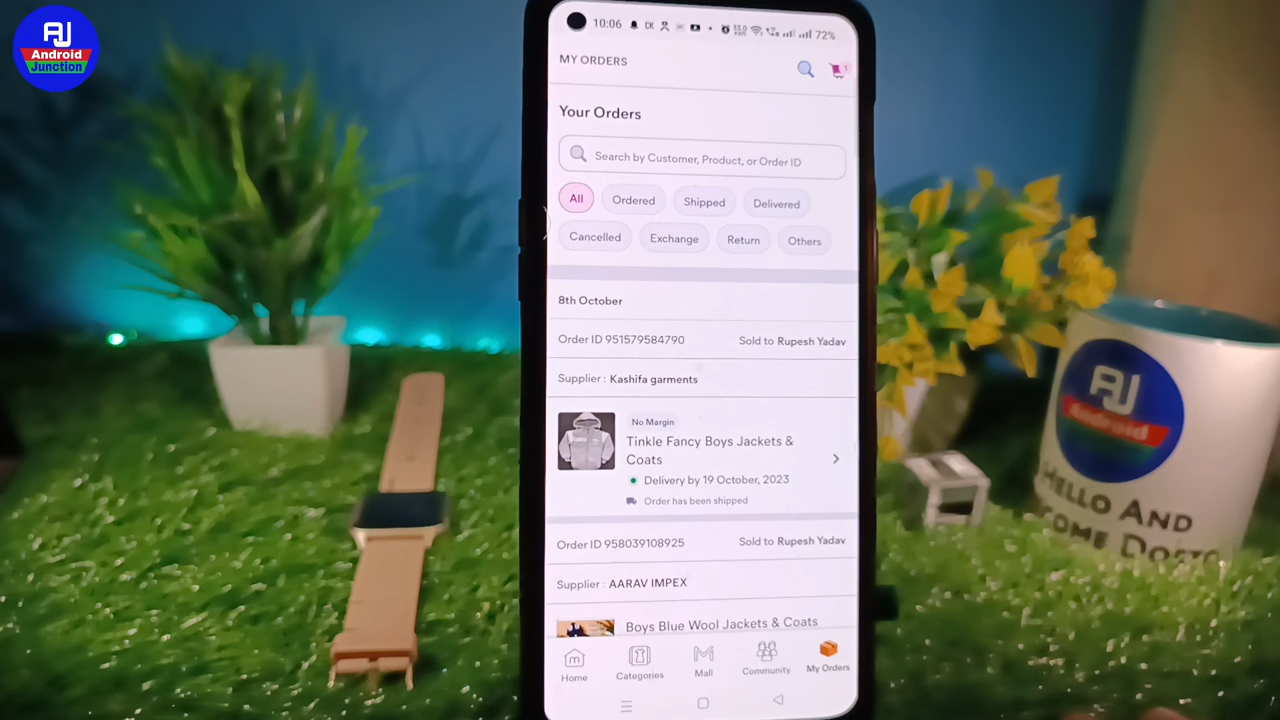 AJ
Android
Junction
10:06
72%
MY ORDERS
1
Your Orders
Search by Customer, Product, or Order ID
All
Ordered
Shipped
Delivered
Cancelled
Exchange
Return
Others
8th October
Order ID 951579584790
Sold to Rupesh Yadav
Supplier : Kashifa garments
No Margin
Tinkle Fancy Boys Jackets &
Coats
Delivery by 19 October, 2023
Order has been shipped
Order ID 958039108925
Sold to Rupesh Yadav
Supplier : AARAV IMPEX
Boys Blue Wool Jackets & Coats
Home
Categories
Mall
Community
My Orders
AJ
Android
HELLO AND